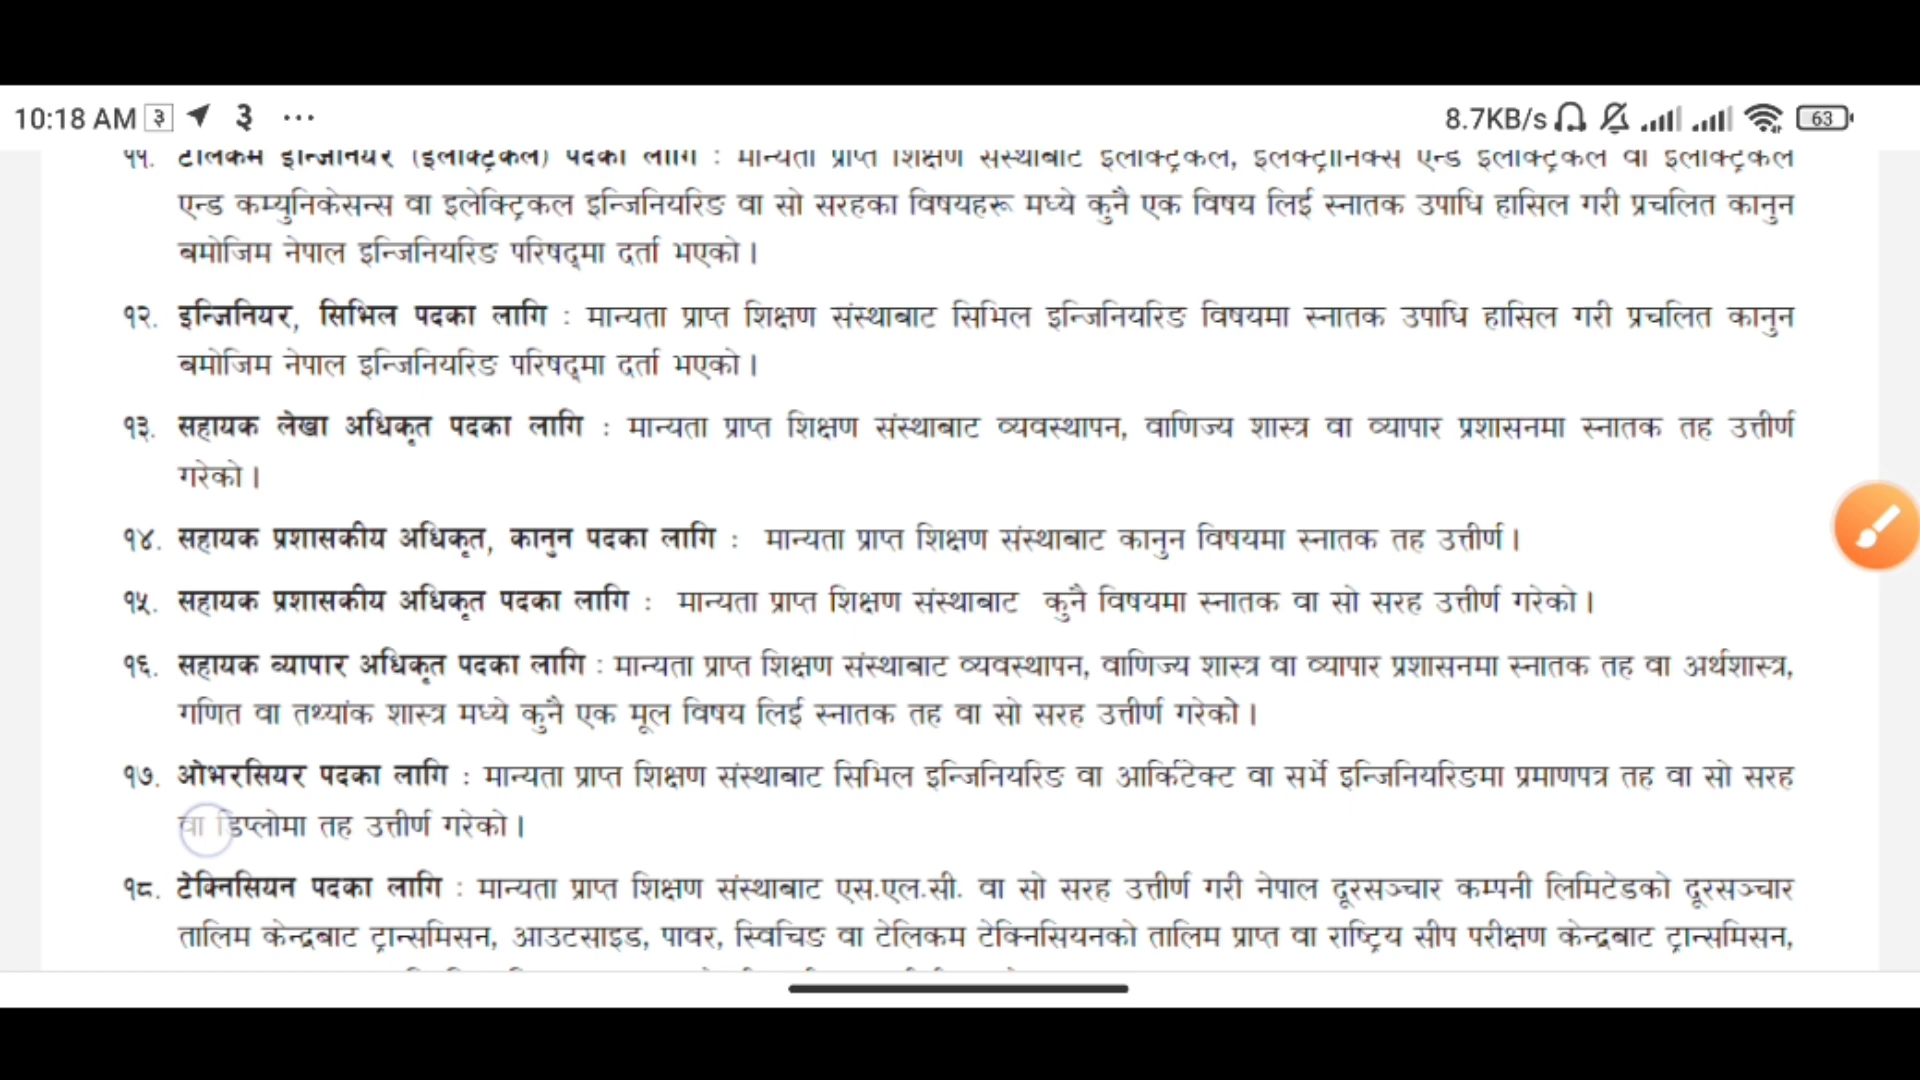 10:18 AM ३ ३ ...
8.7KB/s 63
११. टेलिकम इन्जिनियर (इलेक्ट्रिकल) पदका लागि : मान्यता प्राप्त शिक्षण संस्थाबाट इलेक्ट्रिकल, इलेक्ट्रोनिक्स एन्ड इलेक्ट्रिकल वा इलेक्ट्रिकल
एन्ड कम्युनिकेसन्स वा इलेक्ट्रिकल इन्जिनियरिङ वा सो सरहका विषयहरू मध्ये कुनै एक विषय लिई स्नातक उपाधि हासिल गरी प्रचलित कानुन
बमोजिम नेपाल इन्जिनियरिङ परिषद्‌मा दर्ता भएको ।
१२. इन्जिनियर, सिभिल पदका लागि : मान्यता प्राप्त शिक्षण संस्थाबाट सिभिल इन्जिनियरिङ विषयमा स्नातक उपाधि हासिल गरी प्रचलित कानुन
बमोजिम नेपाल इन्जिनियरिङ परिषद्‌मा दर्ता भएको ।
१३. सहायक लेखा अधिकृत पदका लागि : मान्यता प्राप्त शिक्षण संस्थाबाट व्यवस्थापन, वाणिज्य शास्त्र वा व्यापार प्रशासनमा स्नातक तह उत्तीर्ण
गरेको ।
१४. सहायक प्रशासकीय अधिकृत, कानुन पदका लागि : मान्यता प्राप्त शिक्षण संस्थाबाट कानुन विषयमा स्नातक तह उत्तीर्ण ।
१५. सहायक प्रशासकीय अधिकृत पदका लागि : मान्यता प्राप्त शिक्षण संस्थाबाट कुनै विषयमा स्नातक वा सो सरह उत्तीर्ण गरेको ।
१६. सहायक व्यापार अधिकृत पदका लागि : मान्यता प्राप्त शिक्षण संस्थाबाट व्यवस्थापन, वाणिज्य शास्त्र वा व्यापार प्रशासनमा स्नातक तह वा अर्थशास्त्र,
गणित वा तथ्यांक शास्त्र मध्ये कुनै एक मूल विषय लिई स्नातक तह वा सो सरह उत्तीर्ण गरेको ।
१७. ओभरसियर पदका लागि : मान्यता प्राप्त शिक्षण संस्थाबाट सिभिल इन्जिनियरिङ वा आर्किटेक्ट वा सर्भे इन्जिनियरिङमा प्रमाणपत्र तह वा सो सरह
वा डिप्लोमा तह उत्तीर्ण गरेको ।
१८. टेक्निसियन पदका लागि : मान्यता प्राप्त शिक्षण संस्थाबाट एस.एल.सी. वा सो सरह उत्तीर्ण गरी नेपाल दूरसञ्चार कम्पनी लिमिटेडको दूरसञ्चार
तालिम केन्द्रबाट ट्रान्समिसन, आउटसाइड, पावर, स्विचिङ वा टेलिकम टेक्निसियनको तालिम प्राप्त वा राष्ट्रिय सीप परीक्षण केन्द्रबाट ट्रान्समिसन,